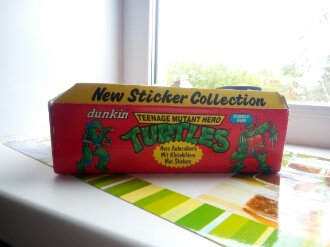 New Sticker Collection
dunkin
TEENAGE MUTANT HERO
TURTLES
BUBBLE GUM
Avec Autocollants
Mit Klebebildern
Met Stickers